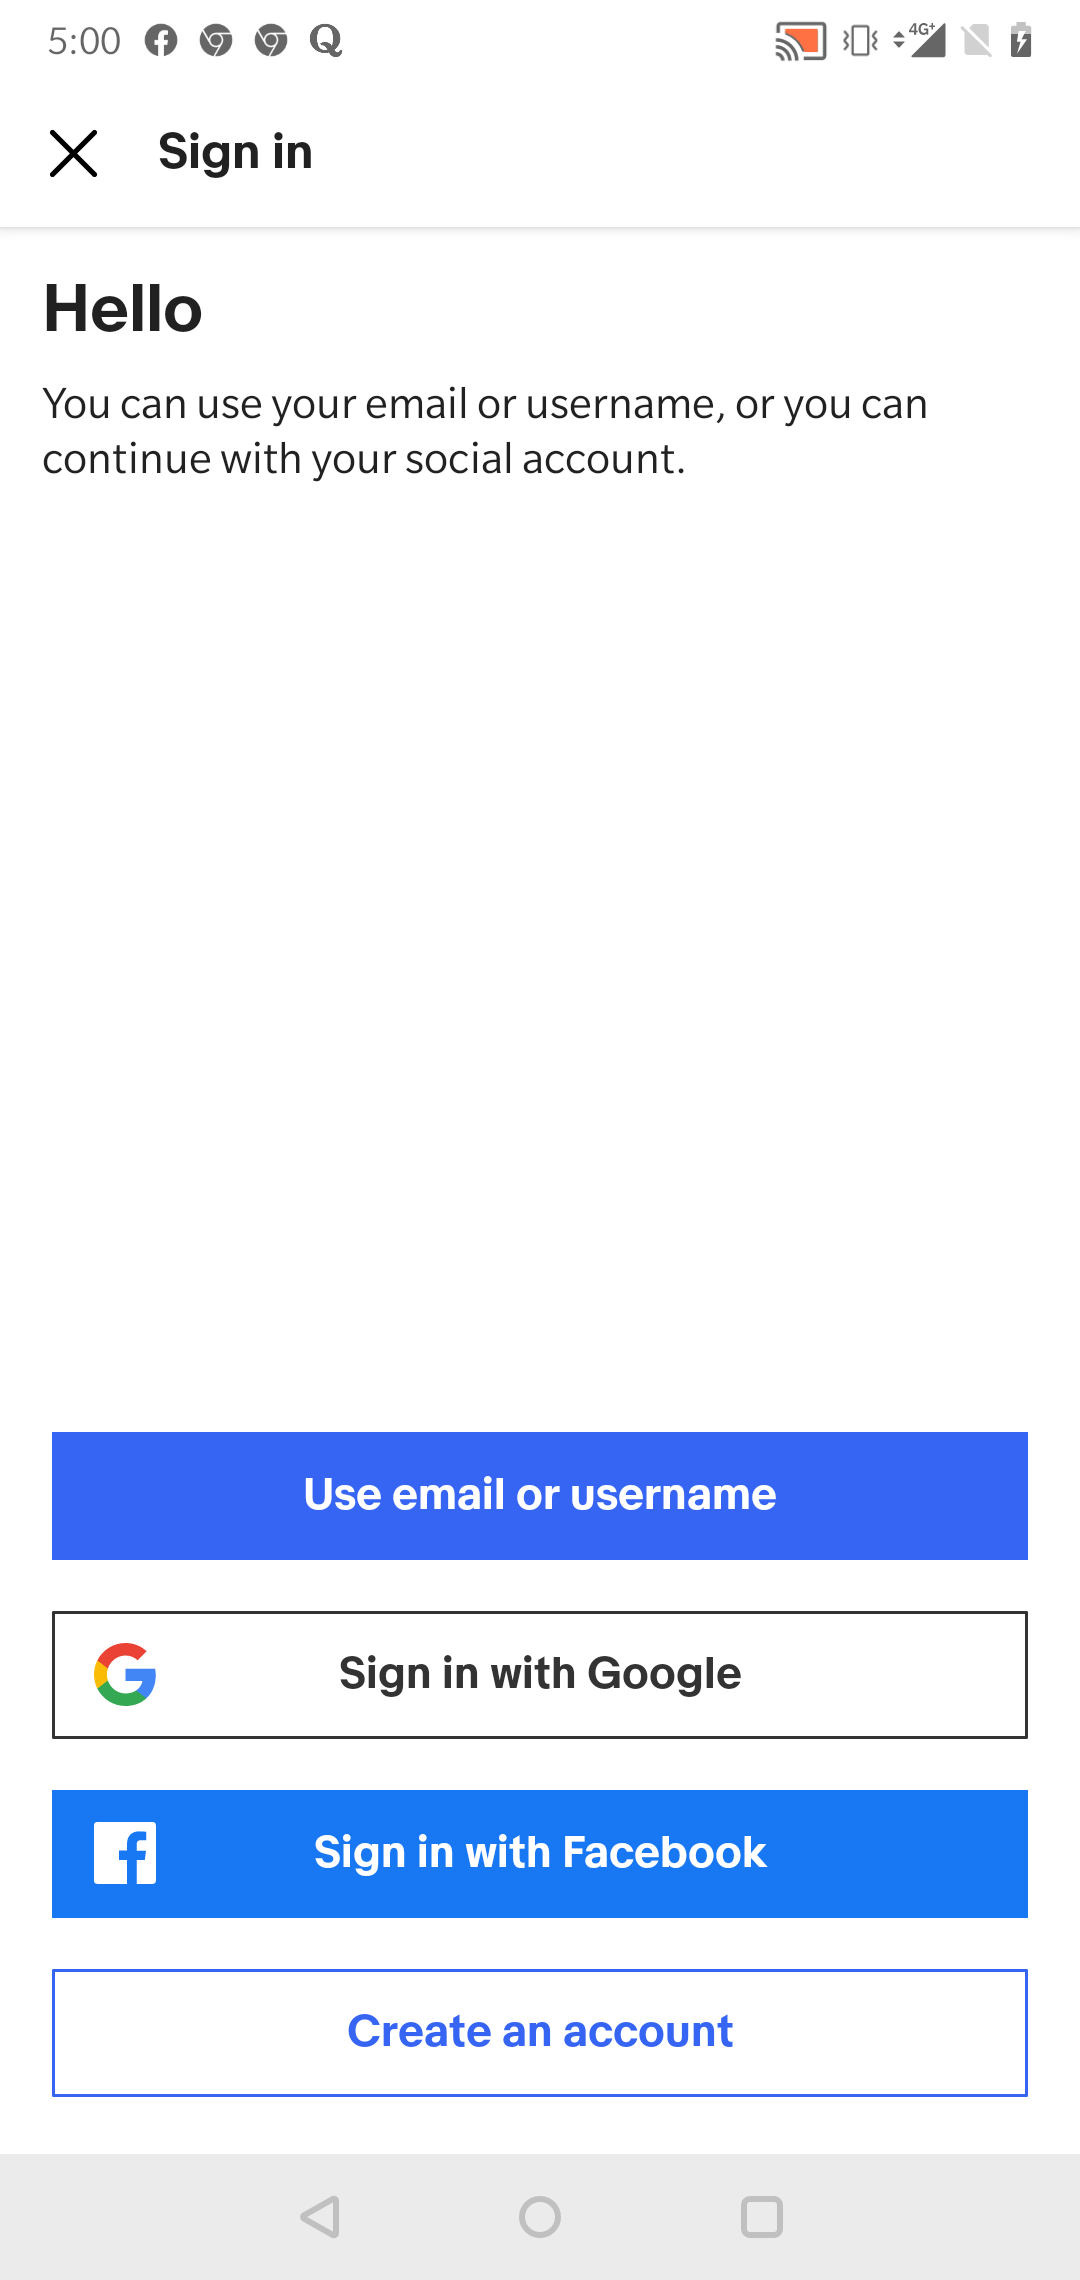 5:00
4G+
Sign in
Hello
You can use your email or username, or you can
continue with your social account.
Use email or username
Sign in with Google
Sign in with Facebook
Create an account